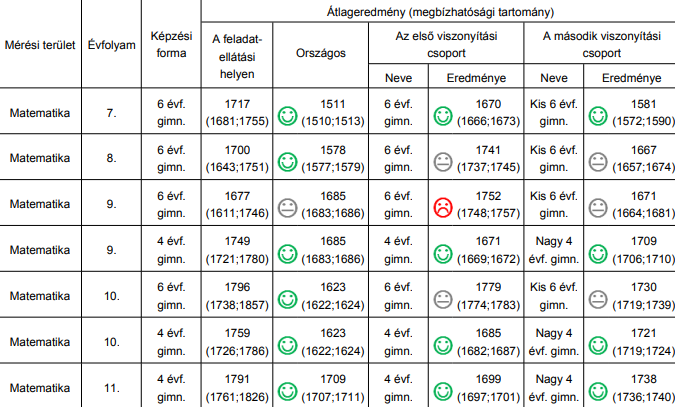 Átlageredmény (megbízhatósági tartomány)
Mérési terület Évfolyam Képzési forma A feladat-ellátási helyen Országos Az első viszonyítási csoport A második viszonyítási csoport
Neve Eredménye Neve Eredménye
Matematika 7. 6 évf. gimn. 1717 (1681;1755) 1511 (1510;1513) 6 évf. gimn. 1670 (1666;1673) Kis 6 évf. gimn. 1581 (1572;1590)
Matematika 8. 6 évf. gimn. 1700 (1643;1751) 1578 (1577;1579) 6 évf. gimn. 1741 (1737;1745) Kis 6 évf. gimn. 1667 (1657;1674)
Matematika 9. 6 évf. gimn. 1677 (1611;1746) 1685 (1683;1686) 6 évf. gimn. 1752 (1748;1757) Kis 6 évf. gimn. 1671 (1664;1681)
Matematika 9. 4 évf. gimn. 1749 (1721;1780) 1685 (1683;1686) 4 évf. gimn. 1671 (1669;1672) Nagy 4 évf. gimn. 1709 (1706;1710)
Matematika 10. 6 évf. gimn. 1796 (1738;1857) 1623 (1622;1624) 6 évf. gimn. 1779 (1774;1783) Kis 6 évf. gimn. 1730 (1719;1739)
Matematika 10. 4 évf. gimn. 1759 (1726;1786) 1623 (1622;1624) 4 évf. gimn. 1685 (1682;1687) Nagy 4 évf. gimn. 1721 (1719;1724)
Matematika 11. 4 évf. gimn. 1791 (1761;1826) 1709 (1707;1711) 4 évf. gimn. 1699 (1697;1701) Nagy 4 évf. gimn. 1738 (1736;1740)